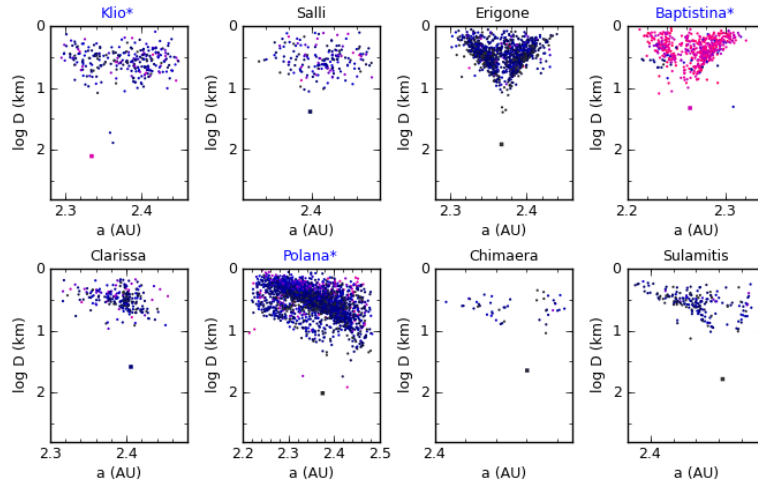 Klio* Salli Erigone Baptistina*
0 0 0 0
1 1 1 1
2 2 2 2
log D (km) log D (km) log D (km) log D (km)
2.3 2.4 2.4 2.3 2.4 2.2 2.3
a (AU) a (AU) a (AU) a (AU)
Clarissa Polana* Chimaera Sulamitis
0 0 0 0
1 1 1 1
2 2 2 2
log D (km) log D (km) log D (km) log D (km)
2.3 2.4 2.2 2.3 2.4 2.5 2.4 2.4
a (AU) a (AU) a (AU) a (AU)